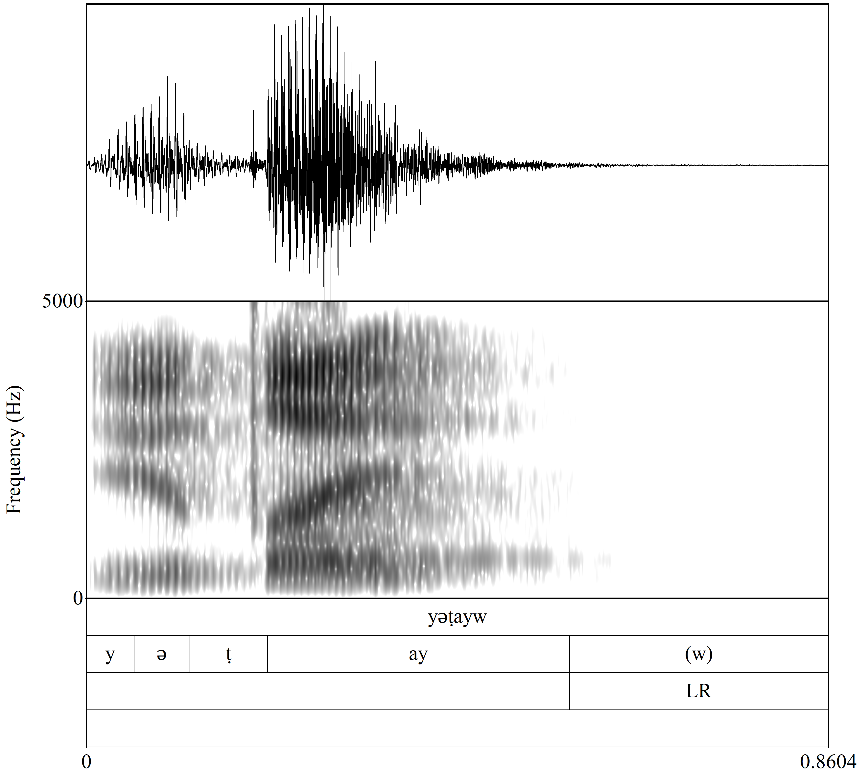 5000
Frequency (Hz)
0
yəṭayw
y ə ṭ ay (w)
LR
0 0.8604